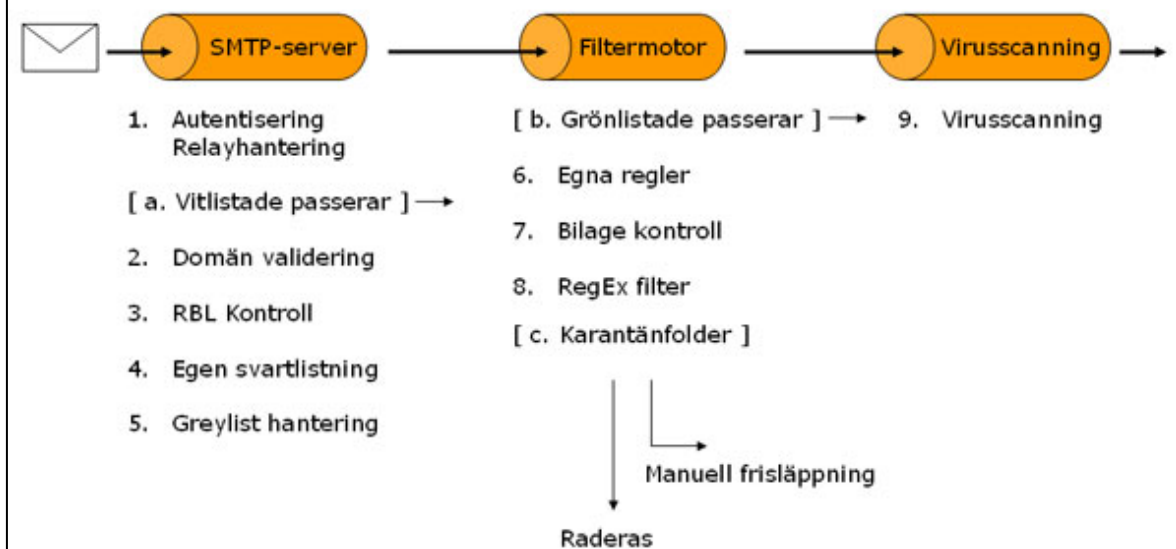 SMTP-server
Filtermotor
Virusscanning
1. Autentisering
Relayhantering
[ a. Vitlistade passerar ]
2. Domän validering
3. RBL Kontroll
4. Egen svartlistning
5. Greylist hantering
[ b. Grönlistade passerar ]
6. Egna regler
7. Bilage kontroll
8. RegEx filter
[ c. Karantänfolder ]
Manuell frisläppning
Raderas
9. Virusscanning